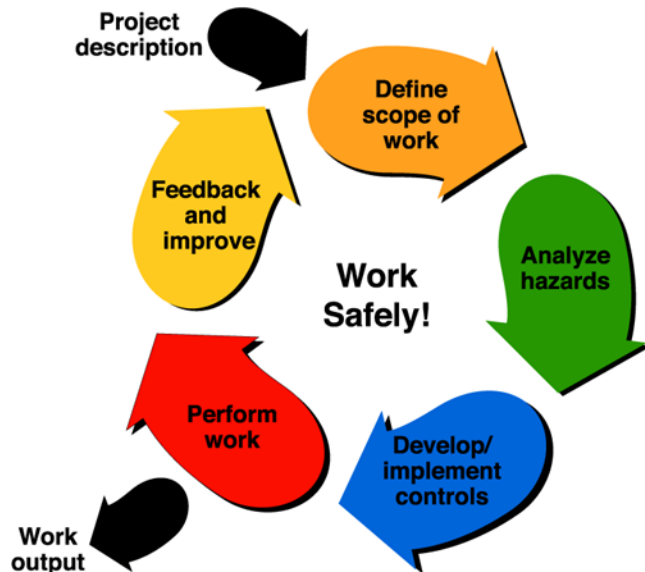 Project
description
Define
scope of
work
Analyze
hazards
Develop/
implement
controls
Perform
work
Work
output
Feedback
and
improve
Work
Safely!